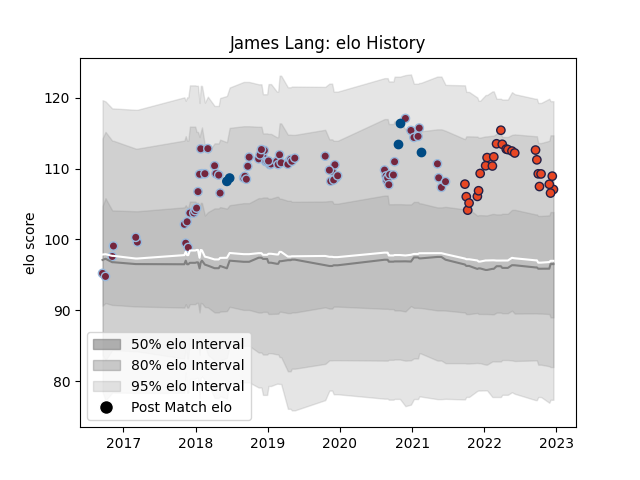 James Lang: elo History
elo score
120
110
100
90
80
50% elo Interval
80% elo Interval
95% elo Interval
Post Match elo
2017 2018 2019 2020 2021 2022 2023